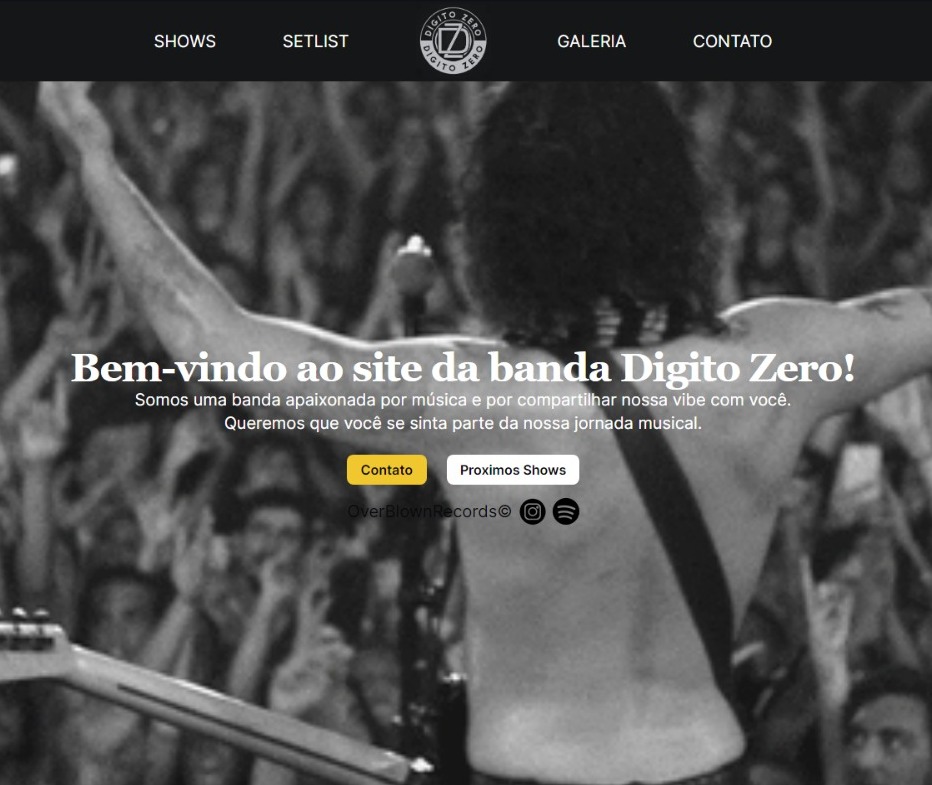 SHOWS SETLIST DIGITO ZERO DZ DIGITO ZERO GALERIA CONTATO
Bem-vindo ao site da banda Digito Zero!
Somos uma banda apaixonada por música e por compartilhar nossa vibe com você.
Queremos que você se sinta parte da nossa jornada musical.
Contato Proximos Shows
OverBlownRecords©